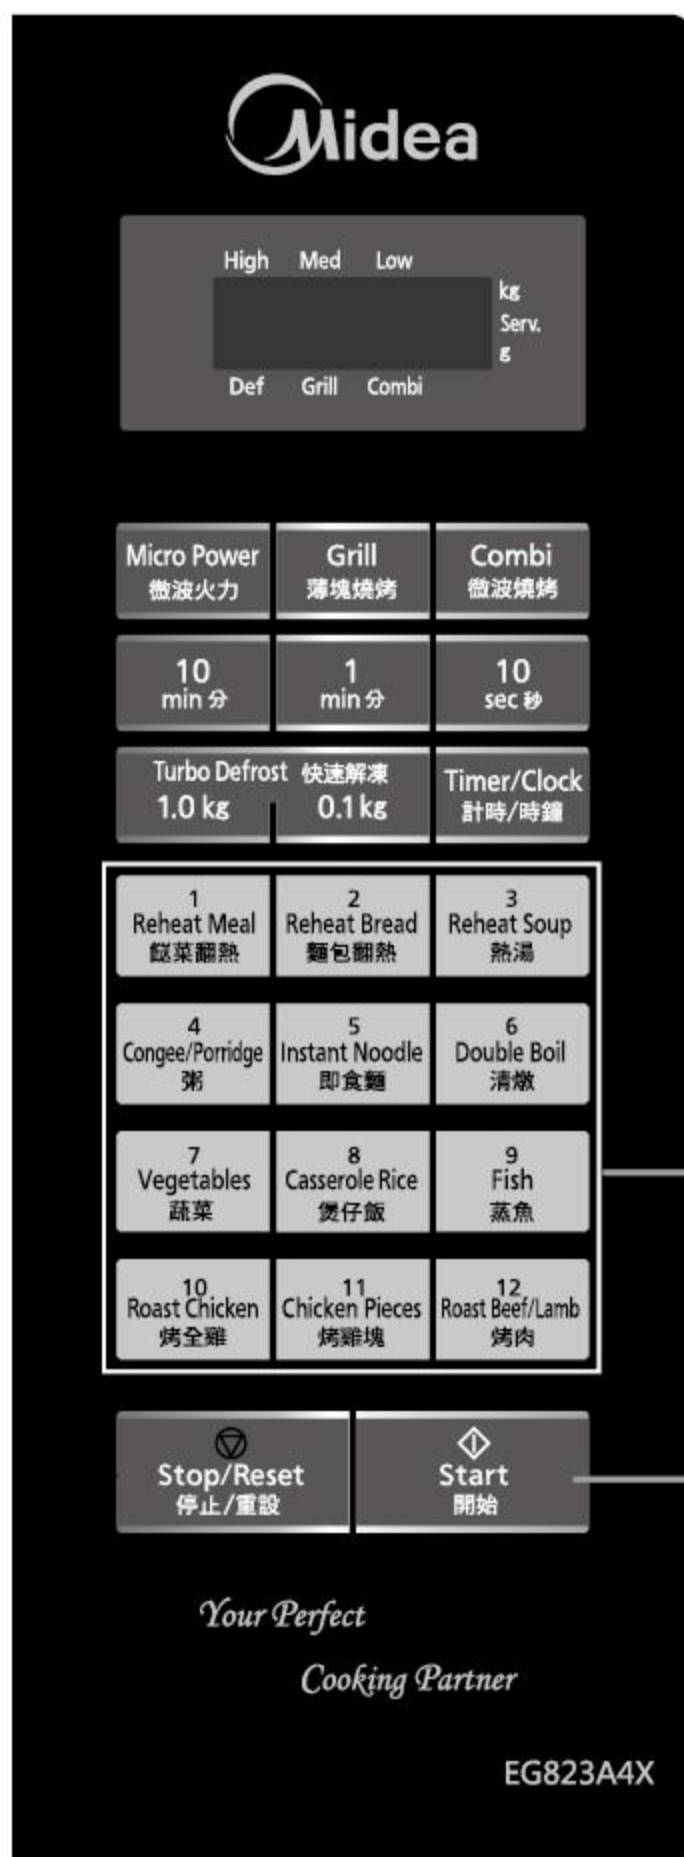 Midea
High Med Low
kg
Serv.
g
Def Grill Combi
Micro Power
微波火力
Grill
薄塊燒烤
Combi
微波燒烤
10
min 分
1
min 分
10
sec 秒
Turbo Defrost 快速解凍
1.0 kg 0.1 kg
Timer/Clock
計時/時鐘
1
Reheat Meal
餸菜翻熱
2
Reheat Bread
麵包翻熱
3
Reheat Soup
熱湯
4
Congee/Porridge
粥
5
Instant Noodle
即食麵
6
Double Boil
清燉
7
Vegetables
蔬菜
8
Casserole Rice
煲仔飯
9
Fish
蒸魚
10
Roast Chicken
烤全雞
11
Chicken Pieces
烤雞塊
12
Roast Beef/Lamb
烤肉
Stop/Reset
停止/重設
Start
開始
Your Perfect
Cooking Partner
EG823A4X